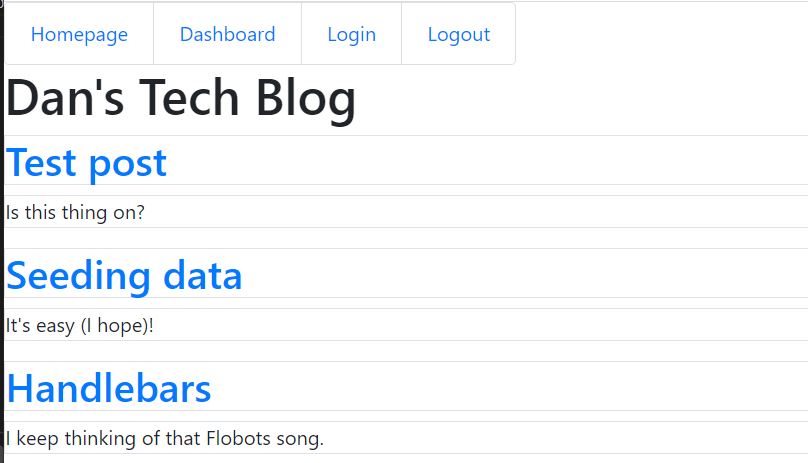 Homepage Dashboard Login Logout
Dan's Tech Blog
Test post
Is this thing on?
Seeding data
It's easy (I hope)!
Handlebars
I keep thinking of that Flobots song.